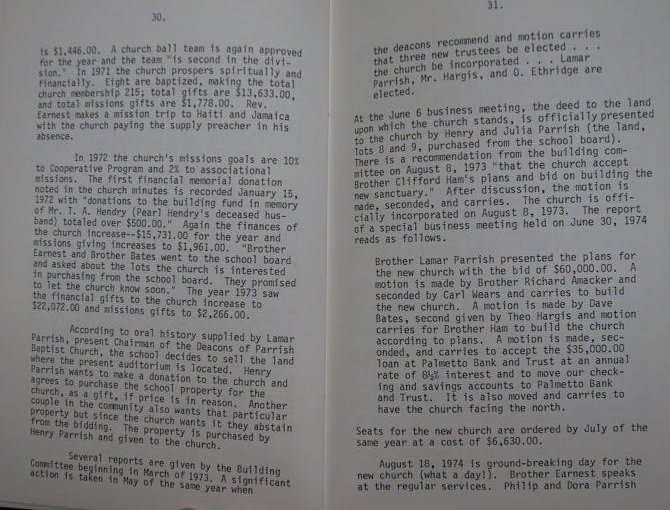 30.
is $1,446.00. A church ball team is again approved
for the year and the team "is second in the divi-
sion." In 1971 the church prospers spiritually and
financially. Eight are baptized, making the total
church membership 215; total gifts are $13,633.00,
and total missions gifts are $1,778.00. Rev.
Earnest makes a mission trip to Haiti and Jamaica
with the church paying the supply preacher in his
absence.
In 1972 the church's missions goals are 10%
to Cooperative Program and 2% to associational
missions. The first financial memorial donation
noted in the church minutes is recorded January 15,
1972 with "donations to the building fund in memory
of Mr. T. A. Hendry (Pearl Hendry's deceased hus-
band) totaled over $500.00." Again the finances of
the church increase--$15,731.00 for the year and
missions giving increases to $1,961.00. "Brother
Earnest and Brother Bates went to the school board
and asked about the lots the church is interested
in purchasing from the school board. They promised
to let the church know soon." The year 1973 saw
the financial gifts to the church increase to
$22,072.00 and missions gifts to $2,266.00.
According to oral history supplied by Lamar
Parrish, present Chairman of the Deacons of Parrish
Baptist Church, the school decides to sell the land
where the present auditorium is located. Henry
Parrish wants to make a donation to the church and
agrees to purchase the school property for the
church, as a gift, if price is in reason. Another
couple in the community also wants that particular
property but since the church wants it they abstain
from the bidding. The property is purchased by
Henry Parrish and given to the church.
Several reports are given by the Building
Committee beginning in March of 1973. A significant
action is taken in May of the same year when
31.
the deacons recommend and motion carries
that three new trustees be elected . . .
the church be incorporated . . . Lamar
Parrish, Mr. Hargis, and O. Ethridge are
elected.
At the June 6 business meeting, the deed to the land
upon which the church stands, is officially presented
to the church by Henry and Julia Parrish (the land,
lots 8 and 9, purchased from the school board).
There is a recommendation from the building com-
mittee on August 8, 1973 "that the church accept
Brother Clifford Ham's plans and bid on building the
new sanctuary." After discussion, the motion is
made, seconded, and carries. The church is offi-
cially incorporated on August 8, 1973. The report
of a special business meeting held on June 30, 1974
reads as follows.
Brother Lamar Parrish presented the plans for
the new church with the bid of $60,000.00. A
motion is made by Brother Richard Amacker and
seconded by Carl Wears and carries to build
the new church. A motion is made by Dave
Bates, second given by Theo Hargis and motion
carries for Brother Ham to build the church
according to plans. A motion is made, sec-
onded, and carries to accept the $35,000.00
loan at Palmetto Bank and Trust at an annual
rate of 8½% interest and to move our check-
ing and savings accounts to Palmetto Bank
and Trust. It is also moved and carries to
have the church facing the north.
Seats for the new church are ordered by July of the
same year at a cost of $6,630.00.
August 18, 1974 is ground-breaking day for the
new church (what a day!). Brother Earnest speaks
at the regular services. Philip and Dora Parrish